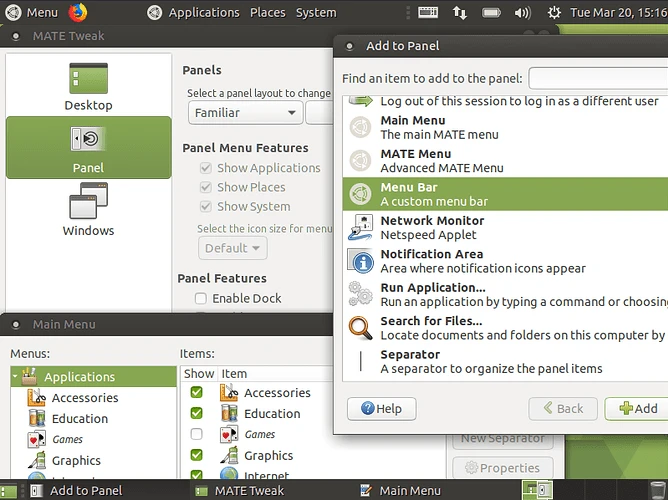 Menu
Applications Places System
Tue Mar 20, 15:16
MATE Tweak
Desktop
Panel
Windows
Panels
Select a panel layout to change
Familiar
Panel Menu Features
Show Applications
Show Places
Show System
Select the icon size for menu
Default
Panel Features
Enable Dock
Add to Panel
Find an item to add to the panel:
Log out of this session to log in as a different user
Main Menu
The main MATE menu
MATE Menu
Advanced MATE Menu
Menu Bar
A custom menu bar
Network Monitor
Netspeed Applet
Notification Area
Area where notification icons appear
Run Application...
Run an application by typing a command or choosing
Search for Files...
Locate documents and folders on this computer by
Separator
A separator to organize the panel items
Help
Back
Add
Main Menu
Menus:
Applications
Accessories
Education
Games
Graphics
Items:
Show Item
Accessories
Education
Games
Graphics
Internet
New Separator
Properties
Add to Panel
MATE Tweak
Main Menu